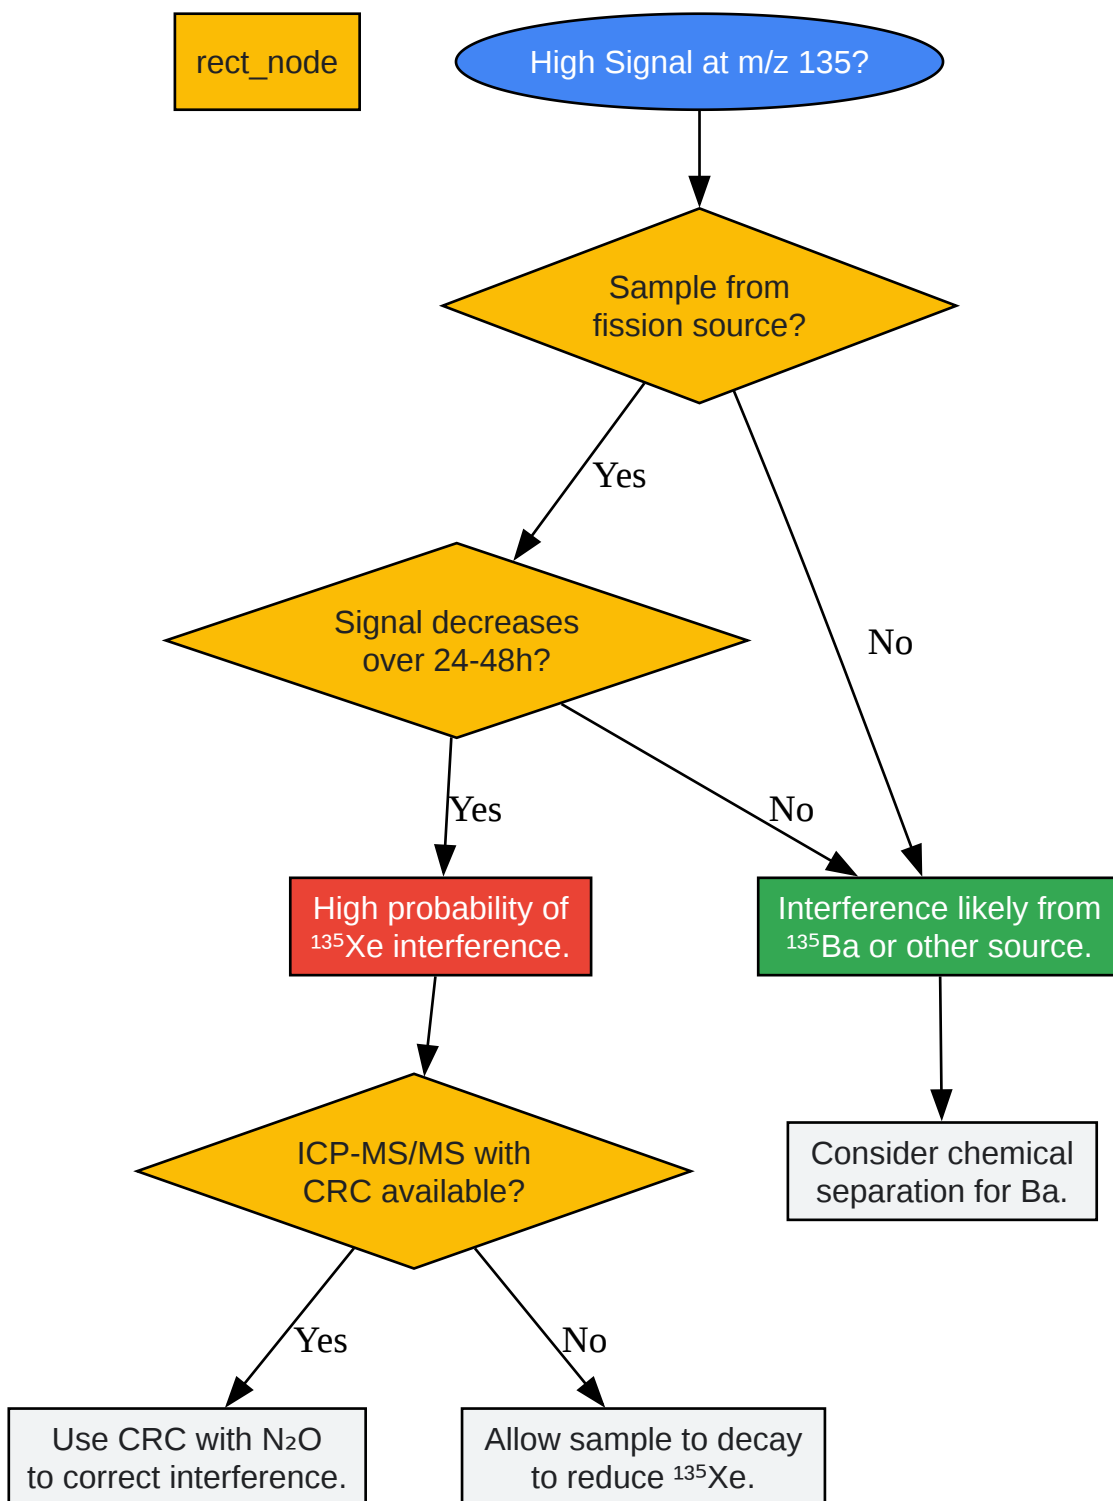 rect_node
High Signal at m/z 135?
Sample from
fission source?
Yes
No
Signal decreases
over 24-48h?
Yes
No
High probability of
¹³⁵Xe interference.
Interference likely from
¹³⁵Ba or other source.
ICP-MS/MS with
CRC available?
Consider chemical
separation for Ba.
Yes
No
Use CRC with N₂O
to correct interference.
Allow sample to decay
to reduce ¹³⁵Xe.